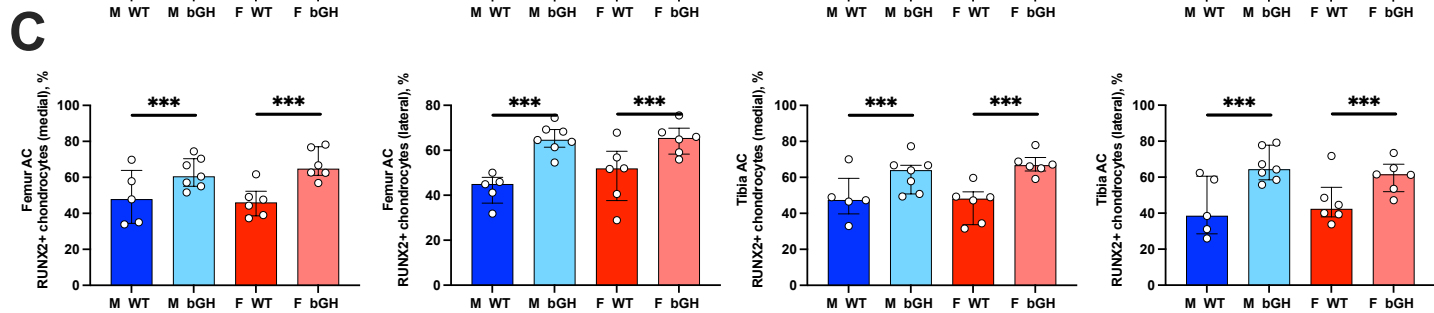 M WT M bGH F WT F bGH M WT M bGH F WT F bGH M WT M bGH F WT F bGH M WT M bGH F WT F bGH
C
Femur AC
RUNX2+ chondrocytes (medial), %
100
80
60
40
20
0
*** ***
M WT M bGH F WT F bGH
Femur AC
RUNX2+ chondrocytes (lateral), %
80
60
40
20
0
*** ***
M WT M bGH F WT F bGH
Tibia AC
RUNX2+ chondrocytes (medial), %
100
80
60
40
20
0
*** ***
M WT M bGH F WT F bGH
Tibia AC
RUNX2+ chondrocytes (lateral), %
100
80
60
40
20
0
*** ***
M WT M bGH F WT F bGH